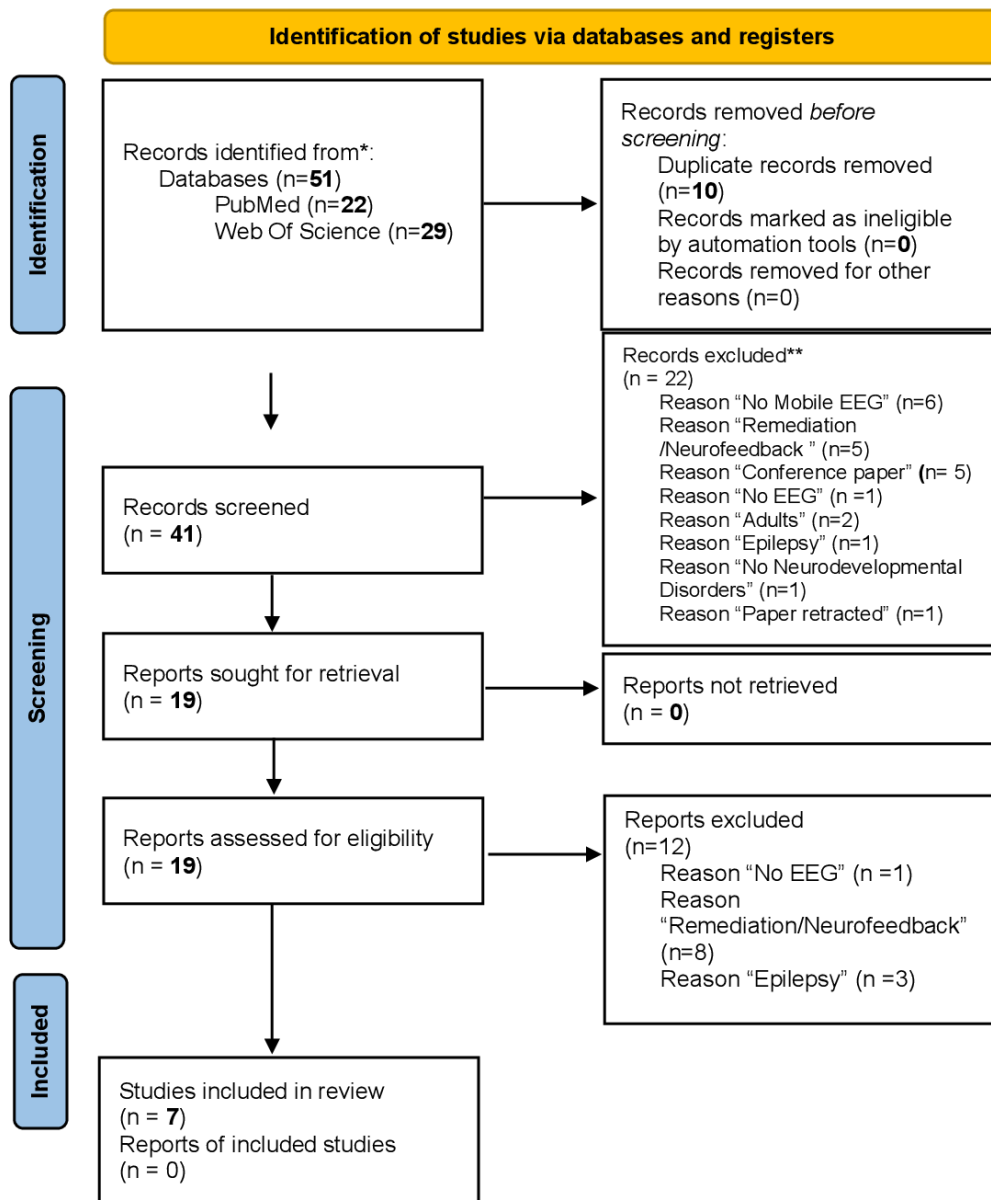 Identification of studies via databases and registers
Identification
Records identified from*:
Databases (n=51)
PubMed (n=22)
Web Of Science (n=29)
Records removed before
screening:
Duplicate records removed
(n=10)
Records marked as ineligible
by automation tools (n=0)
Records removed for other
reasons (n=0)
Screening
Records screened
(n = 41)
Records excluded**
(n = 22)
Reason “No Mobile EEG” (n=6)
Reason “Remediation
/Neurofeedback ” (n=5)
Reason “Conference paper” (n= 5)
Reason “No EEG” (n =1)
Reason “Adults” (n=2)
Reason “Epilepsy” (n=1)
Reason “No Neurodevelopmental
Disorders” (n=1)
Reason “Paper retracted” (n=1)
Reports sought for retrieval
(n = 19)
Reports not retrieved
(n = 0)
Reports assessed for eligibility
(n = 19)
Reports excluded
(n=12)
Reason “No EEG” (n =1)
Reason
“Remediation/Neurofeedback”
(n=8)
Reason “Epilepsy” (n =3)
Included
Studies included in review
(n = 7)
Reports of included studies
(n = 0)